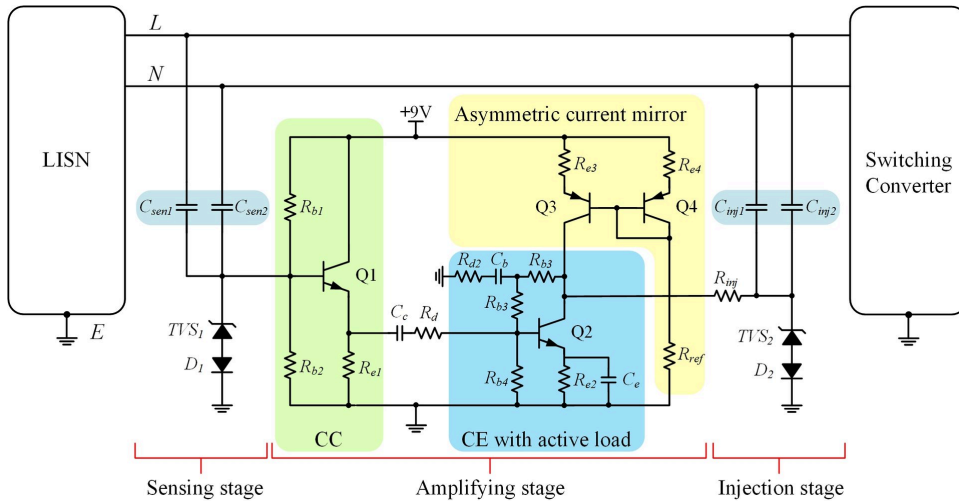 L
N
LISN
E
Switching
Converter
+9V
Asymmetric current mirror
Csen1
Csen2
Rb1
Re3
Re4
Q3
Q4
Cinj1
Cinj2
Q1
Rd2
Cb
Rb3
Rb3
Rinj
Cc
Rd
Q2
TVS1
D1
Rb2
Re1
Rb4
Re2
Ce
Rref
TVS2
D2
CC
CE with active load
Sensing stage
Amplifying stage
Injection stage